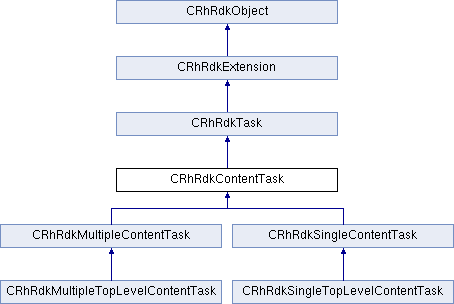 CRhRdkObject
CRhRdkExtension
CRhRdkTask
CRhRdkContentTask
CRhRdkMultipleContentTask
CRhRdkSingleContentTask
CRhRdkMultipleTopLevelContentTask
CRhRdkSingleTopLevelContentTask